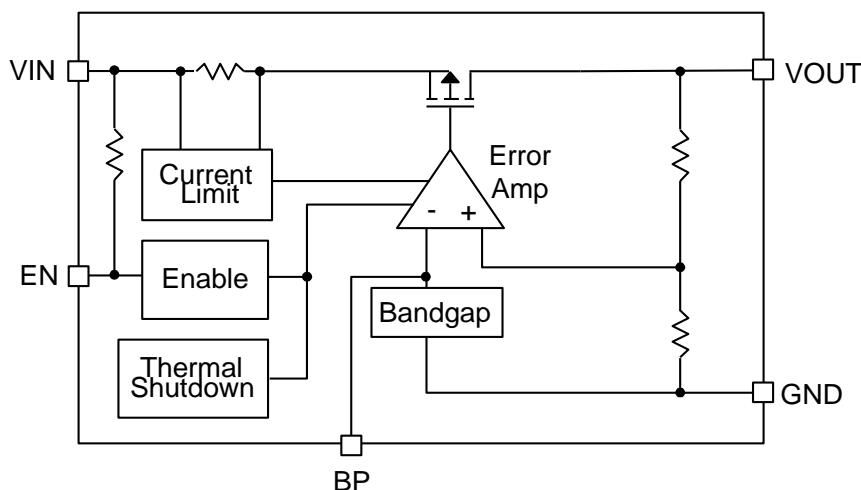 VIN
VOUT
Error
Amp
Current
Limit
- +
EN
Enable
Bandgap
Thermal
Shutdown
GND
BP